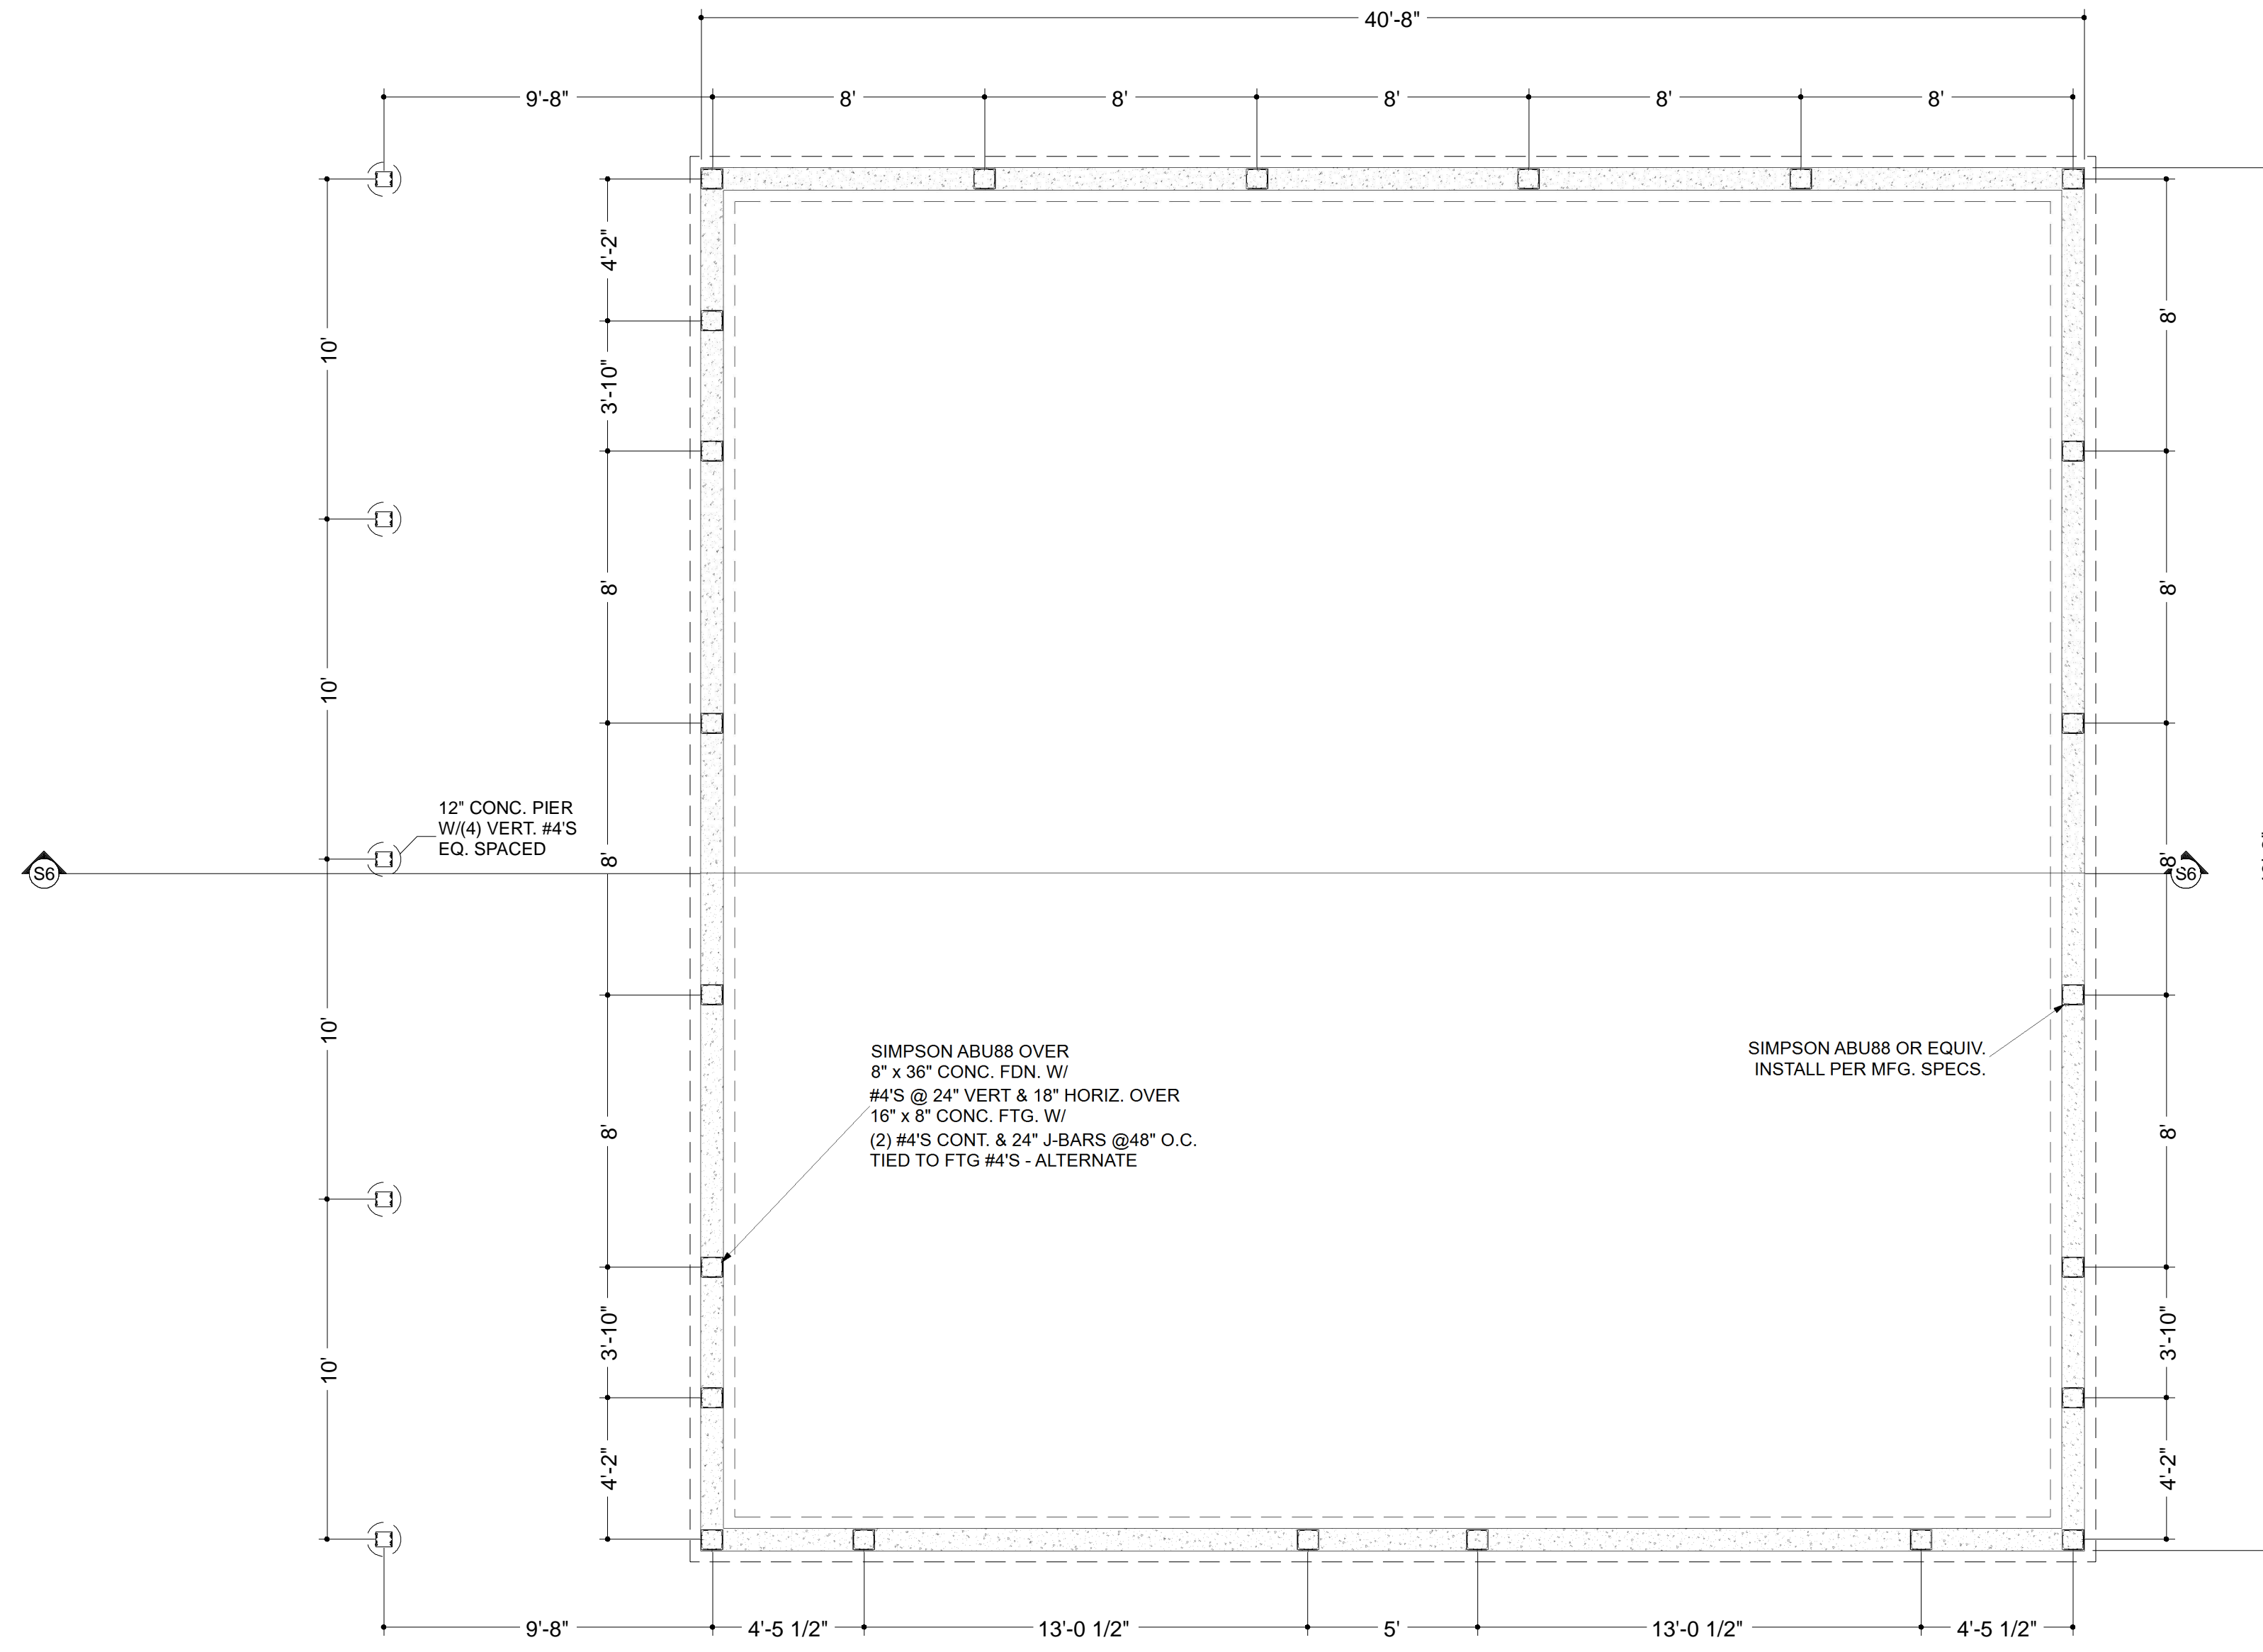 40'-8"
9'-8"
8'
8'
8'
8'
8'
4'-2"
8'
10'
3'-10"
8'
8'
10'
12" CONC. PIER
W/(4) VERT. #4'S
EQ. SPACED
8'
8'
S6
S6
10'
SIMPSON ABU88 OVER
8" x 36" CONC. FDN. W/
#4'S @ 24" VERT & 18" HORIZ. OVER
16" x 8" CONC. FTG. W/
(2) #4'S CONT. & 24" J-BARS @48" O.C.
TIED TO FTG #4'S - ALTERNATE
SIMPSON ABU88 OR EQUIV.
INSTALL PER MFG. SPECS.
8'
8'
3'-10"
3'-10"
10'
4'-2"
4'-2"
9'-8"
4'-5 1/2"
13'-0 1/2"
5'
13'-0 1/2"
4'-5 1/2"